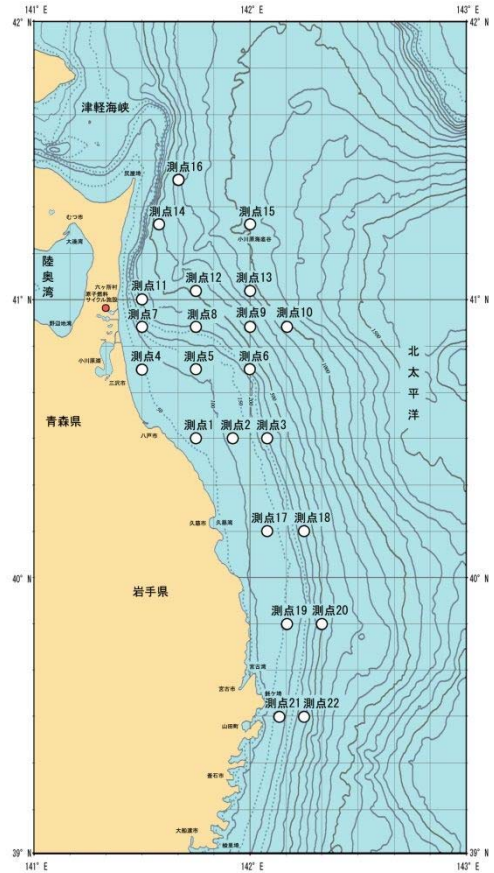 141° E
142° E
143° E
42° N
42° N
津軽海峡
測点16
尻屋埼
測点14
測点15
むつ市
小川原海底谷
大湊湾
陸奥湾
測点12
測点13
六ヶ所村
原子燃料
サイクル施設
測点11
41° N
41° N
測点7
測点8
測点9
測点10
野辺地湾
北太平洋
小川原湖
測点4
測点5
測点6
三沢市
青森県
八戸市
測点1
測点2
測点3
久慈市
久慈湾
測点17
測点18
40° N
40° N
岩手県
測点19
測点20
宮古湾
宮古市
測点21
測点22
山田町
釜石市
大船渡市
39° N
39° N
141° E
142° E
143° E